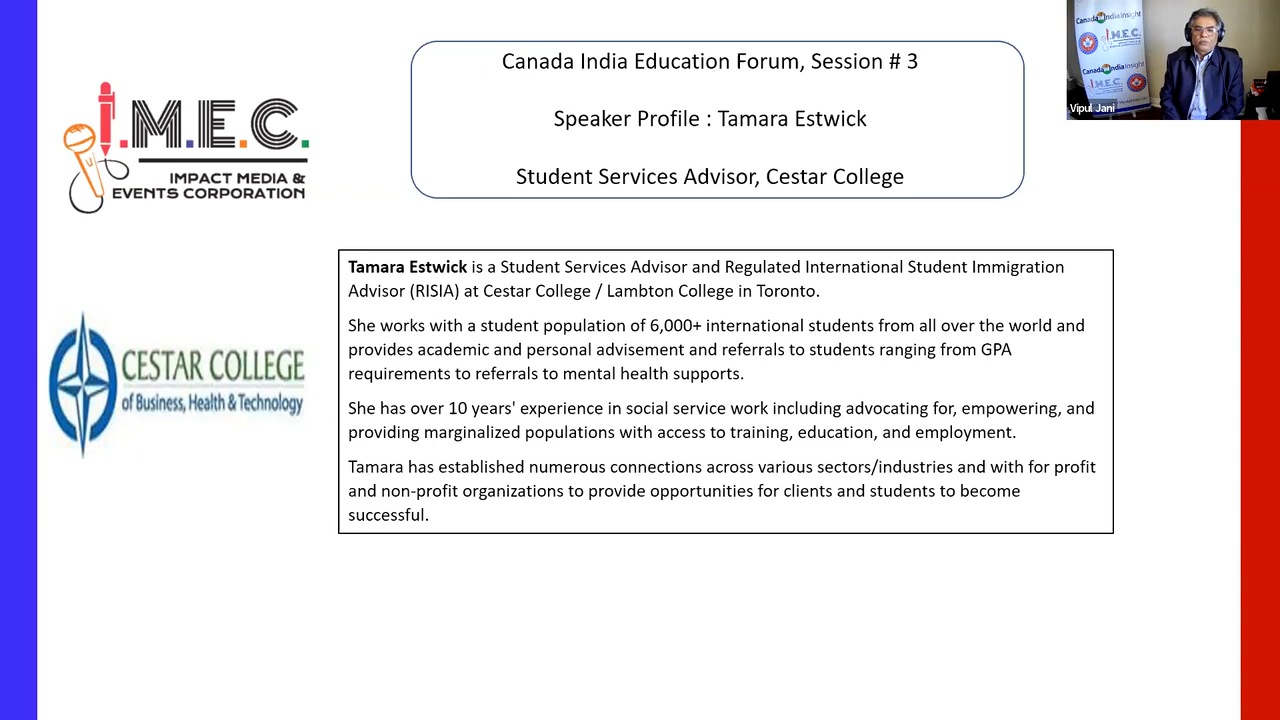 Canada India Education Forum, Session # 3
Speaker Profile : Tamara Estwick
Student Services Advisor, Cestar College
I.M.E.C.
IMPACT MEDIA &
EVENTS CORPORATION
CESTAR COLLEGE
of Business, Health & Technology
Tamara Estwick is a Student Services Advisor and Regulated International Student Immigration
Advisor (RISIA) at Cestar College / Lambton College in Toronto.
She works with a student population of 6,000+ international students from all over the world and
provides academic and personal advisement and referrals to students ranging from GPA
requirements to referrals to mental health supports.
She has over 10 years' experience in social service work including advocating for, empowering, and
providing marginalized populations with access to training, education, and employment.
Tamara has established numerous connections across various sectors/industries and with for profit
and non-profit organizations to provide opportunities for clients and students to become
successful.
Canada India Insight
I.M.E.C.
Canada India Insight
I.M.E.C.
Vipul Jani